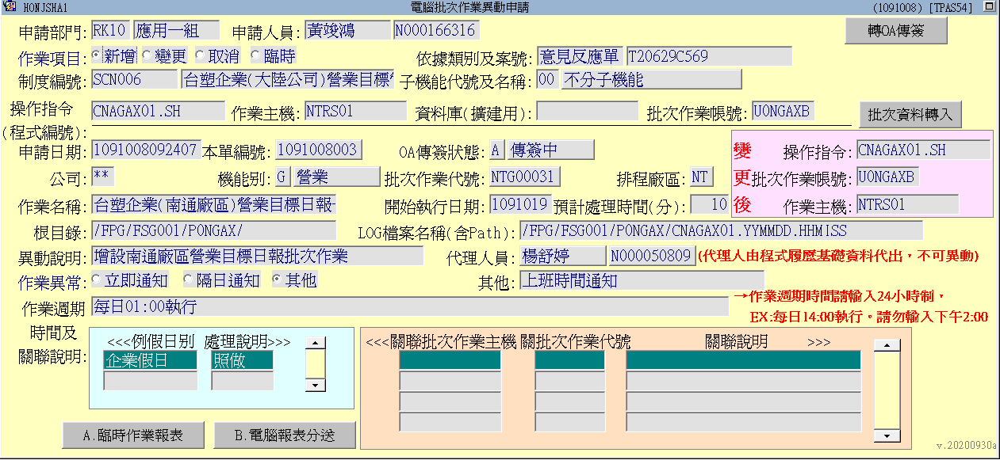 HONJSHA1 電腦批次作業異動申請 (1091008) [TPAS54]
申請部門: RK10 應用一組 申請人員: 黃竣鴻 N000166316 轉OA傳簽
作業項目: 新增 變更 取消 臨時 依據類別及案號: 意見反應單 T20629C569
制度編號: SCN006 台塑企業(大陸公司)營業目標 子機能代號及名稱: 00 不分子機能
操作指令 CNAGAX01.SH 作業主機: NTRS01 資料庫(擴建用): 批次作業帳號: U0NGAXB 批次資料轉入
(程式編號):
申請日期: 1091008092407 本單編號: 1091008003 OA傳簽狀態: A 傳簽中 變 操作指令: CNAGAX01.SH
公司: ** 機能別: G 營業 批次作業代號: NTG00031 排程廠區: NT 更 批次作業帳號: U0NGAXB
作業名稱: 台塑企業(南通廠區)營業目標日報 開始執行日期: 1091019 預計處理時間(分): 10 後 作業主機: NTRS01
根目錄: /FPG/FSG001/P0NGAX/ LOG檔案名稱(含Path): /FPG/FSG001/P0NGAX/CNAGAX01.YYMMDD.HHMISS
異動說明: 增設南通廠區營業目標日報批次作業 代理人員: 楊舒婷 N000050809 (代理人由程式履歷基礎資料代出，不可異動)
作業異常: 立即通知 隔日通知 其他 其他: 上班時間通知
作業週期 每日01:00執行 →作業週期時間請輸入24小時制，
EX:每日14:00執行。請勿輸入下午2:00
時間及
關聯說明:
<<<例假日別 處理說明>>> <<<關聯批次作業主機 關批次作業代號 關聯說明 >>>
企業假日 照做
A.臨時作業報表 B.電腦報表分送
v.20200930a